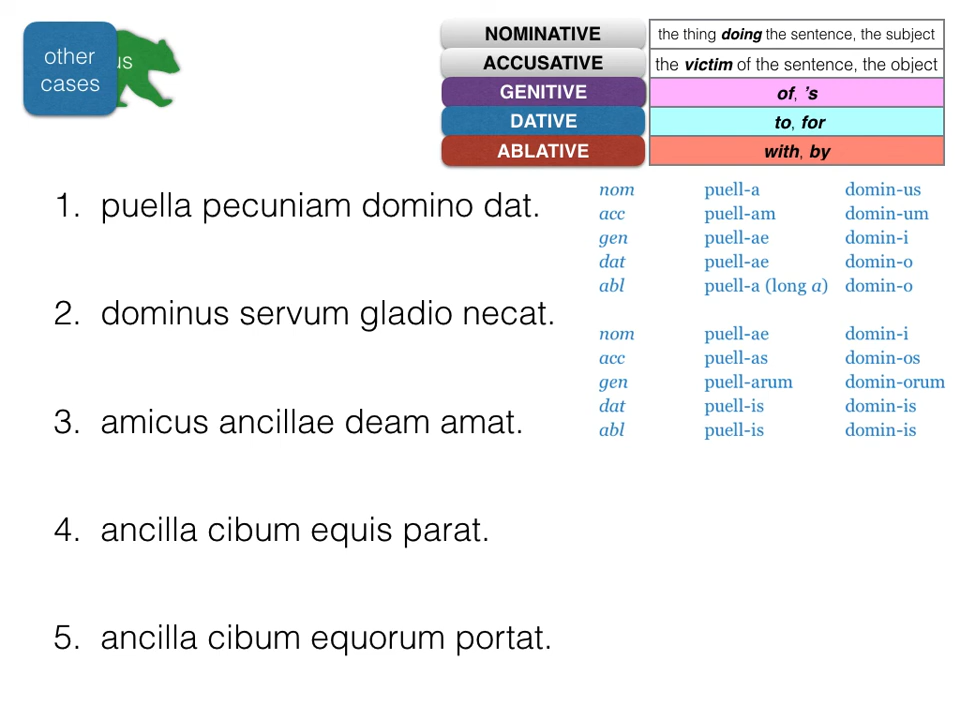 other
cases
us
NOMINATIVE the thing doing the sentence, the subject
ACCUSATIVE the victim of the sentence, the object
GENITIVE of, 's
DATIVE to, for
ABLATIVE with, by
1. puella pecuniam domino dat.
2. dominus servum gladio necat.
3. amicus ancillae deam amat.
4. ancilla cibum equis parat.
5. ancilla cibum equorum portat.
nom puell-a domin-us
acc puell-am domin-um
gen puell-ae domin-i
dat puell-ae domin-o
abl puell-a (long a) domin-o
nom puell-ae domin-i
acc puell-as domin-os
gen puell-arum domin-orum
dat puell-is domin-is
abl puell-is domin-is